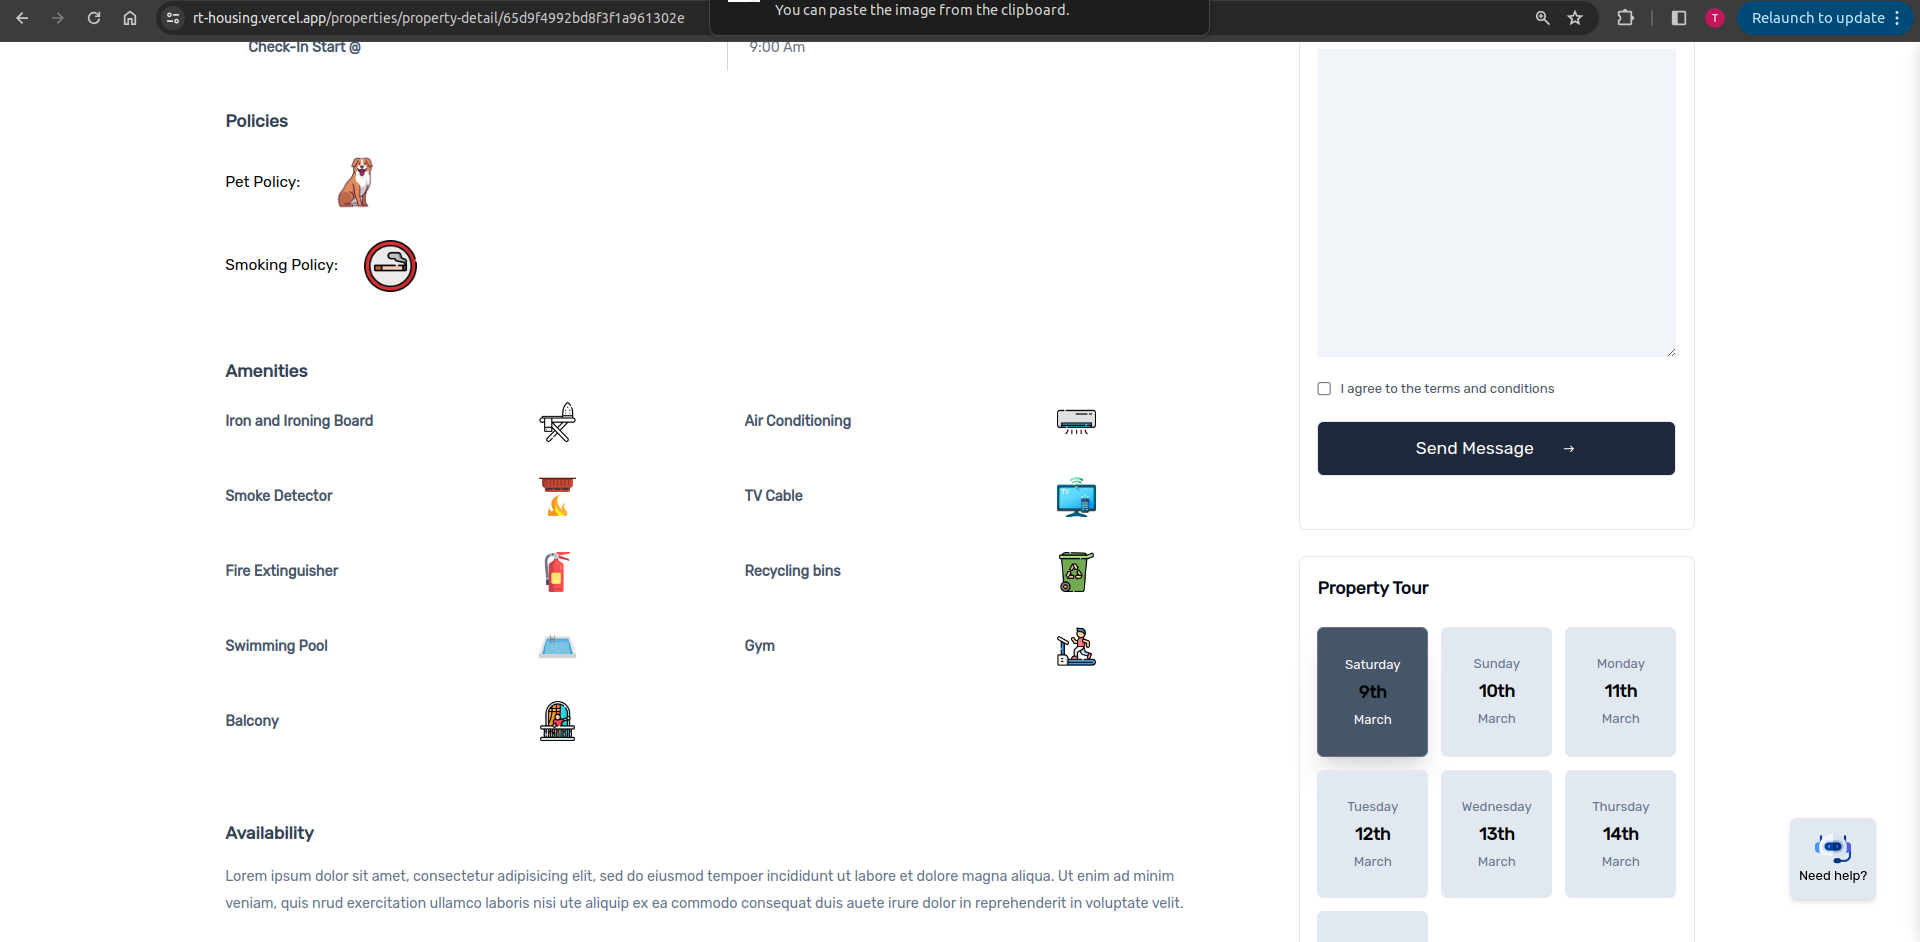 rt-housing.vercel.app/properties/property-detail/65d9f4992bd8f3f1a961302e
You can paste the image from the clipboard.
T
Relaunch to update
Check-In Start @
9:00 Am
Policies
Pet Policy:
Smoking Policy:
Amenities
Iron and Ironing Board
Air Conditioning
Smoke Detector
TV Cable
TV
Fire Extinguisher
Recycling bins
Swimming Pool
Gym
Balcony
Availability
Lorem ipsum dolor sit amet, consectetur adipisicing elit, sed do eiusmod tempoer incididunt ut labore et dolore magna aliqua. Ut enim ad minim
veniam, quis nrud exercitation ullamco laboris nisi ute aliquip ex ea commodo consequat duis auete irure dolor in reprehenderit in voluptate velit.
I agree to the terms and conditions
Send Message →
Property Tour
Saturday
9th
March
Sunday
10th
March
Monday
11th
March
Tuesday
12th
March
Wednesday
13th
March
Thursday
14th
March
Need help?